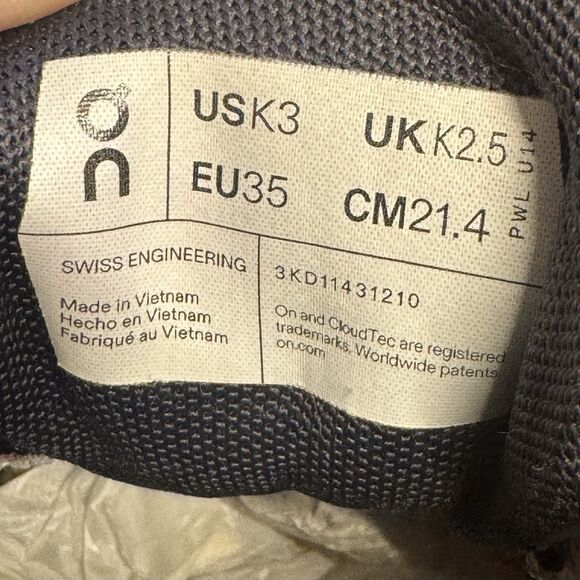 On
USK3 UKK2.5
EU35 CM21.4
PWL U14
SWISS ENGINEERING
Made in Vietnam
Hecho en Vietnam
Fabriqué au Vietnam
3KD11431210
On and CloudTec are registered
trademarks. Worldwide patents
on.com